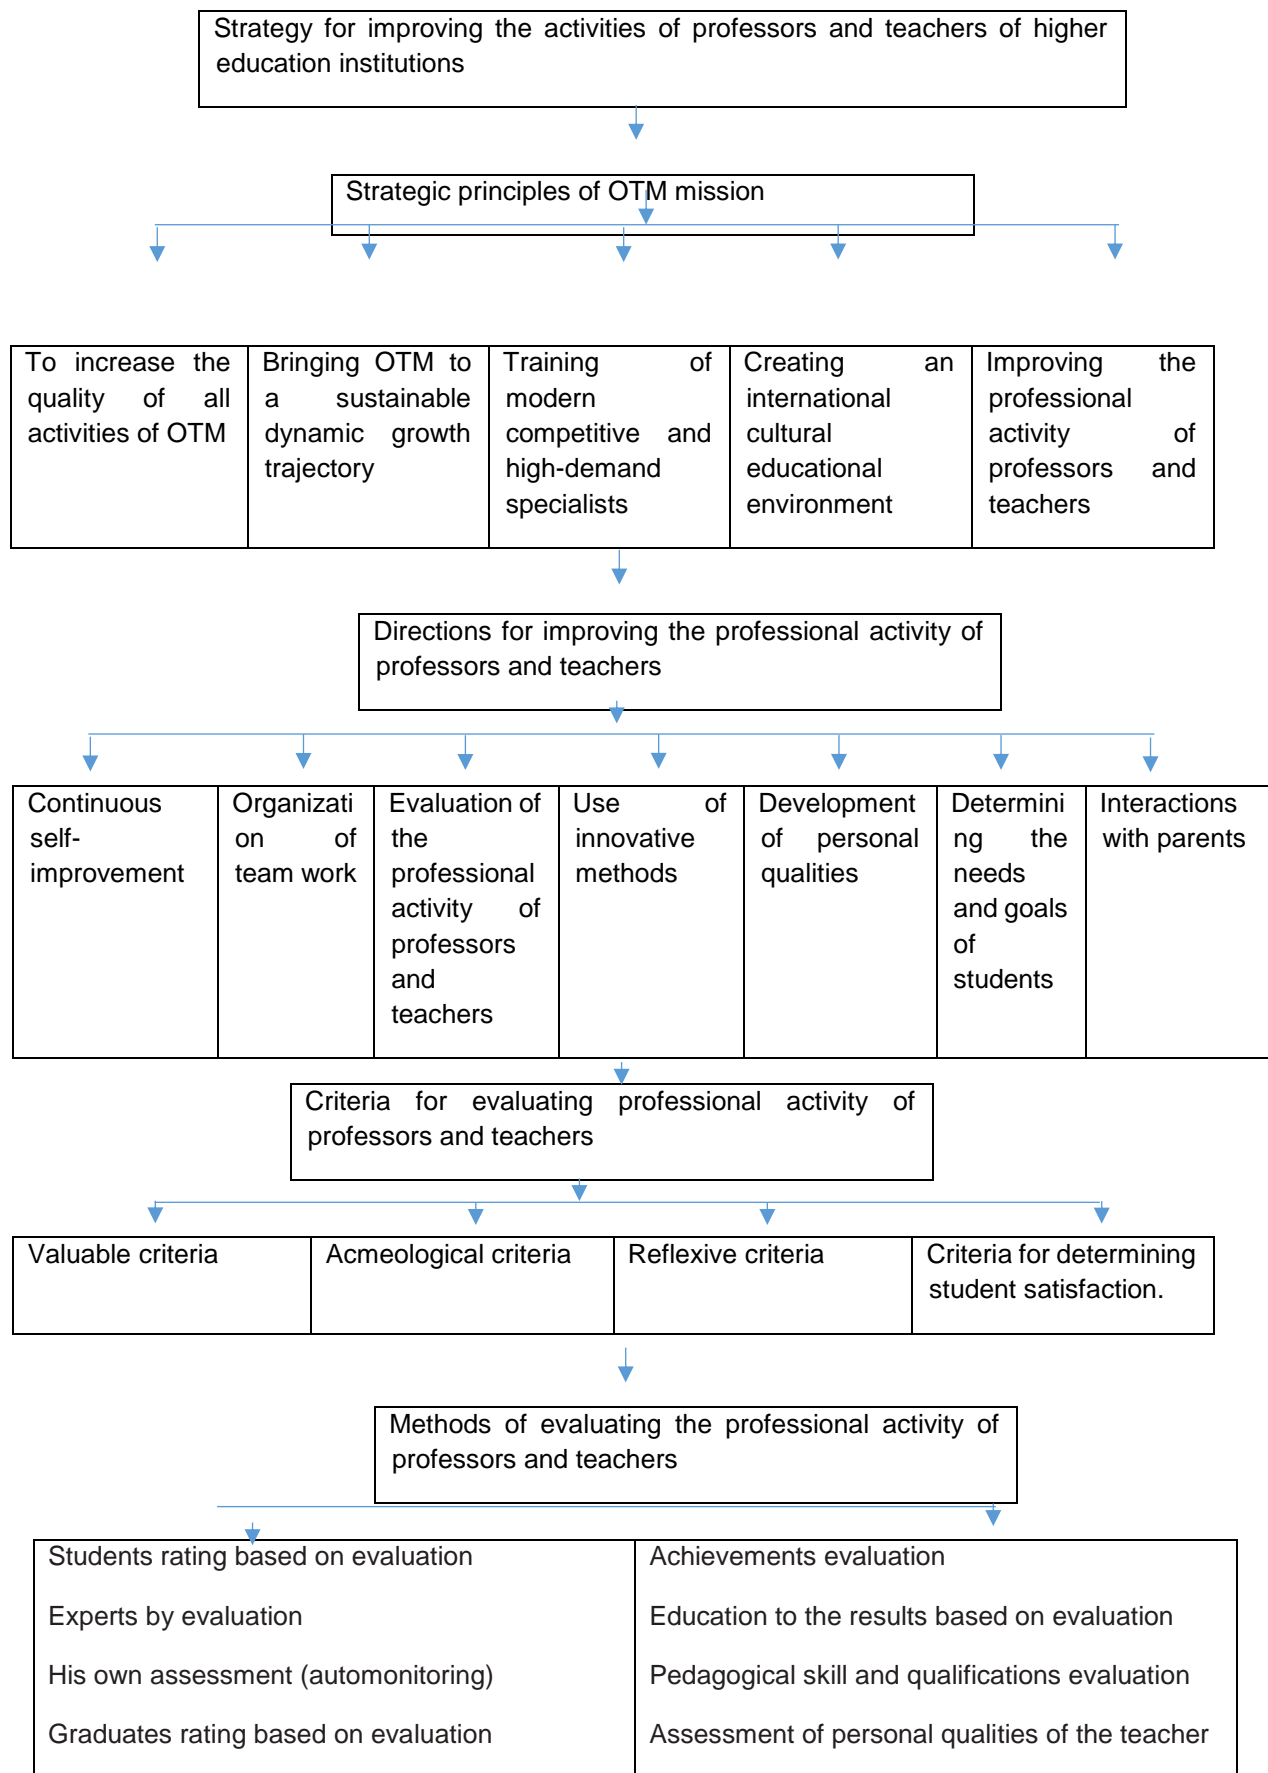 Strategy for improving the activities of professors and teachers of higher
education institutions
Strategic principles of OTM mission
To increase the
quality of all
activities of OTM
Bringing OTM to
a sustainable
dynamic growth
trajectory
Training of
modern
competitive and
high-demand
specialists
Creating an
international
cultural
educational
environment
Improving the
professional
activity of
professors and
teachers
Directions for improving the professional activity of
professors and teachers
Continuous
self-
improvement
Organizati
on of
team work
Evaluation of
the
professional
activity of
professors
and
teachers
Use of
innovative
methods
Development
of personal
qualities
Determini
ng the
needs
and goals
of
students
Interactions
with parents
Criteria for evaluating professional activity of
professors and teachers
Valuable criteria
Acmeological criteria
Reflexive criteria
Criteria for determining
student satisfaction.
Methods of evaluating the professional activity of
professors and teachers
Students rating based on evaluation
Experts by evaluation
His own assessment (automonitoring)
Graduates rating based on evaluation
Achievements evaluation
Education to the results based on evaluation
Pedagogical skill and qualifications evaluation
Assessment of personal qualities of the teacher